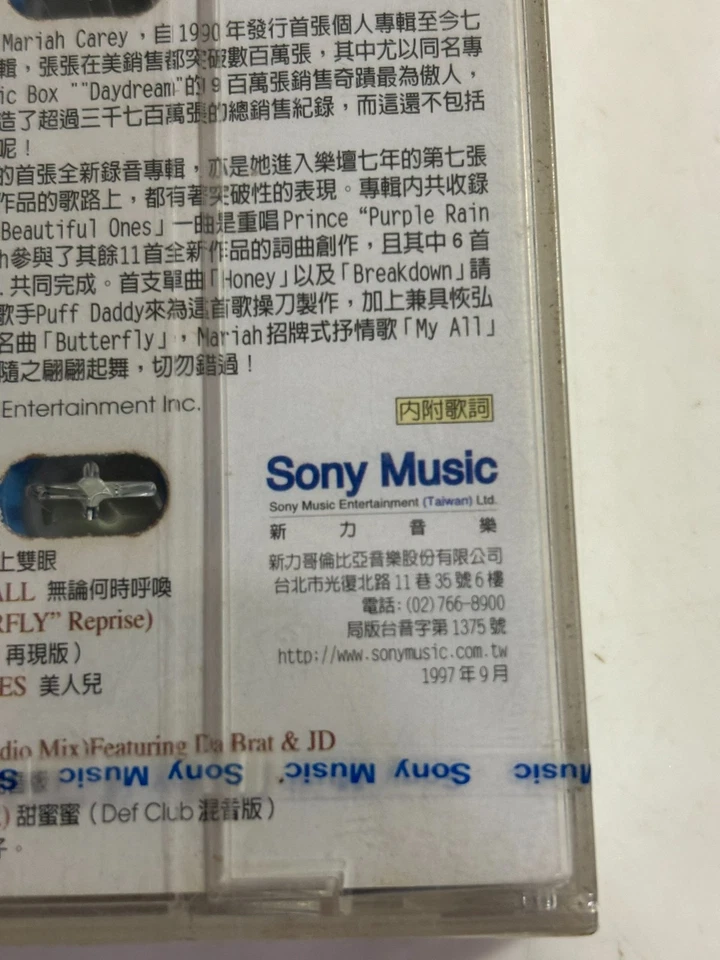 Mariah Carey，自1990年發行首張個人專輯至今七
輯，張張在美銷售都突破數百萬張，其中尤以同名專
ic Box ""Daydream"的9百萬張銷售奇蹟最為傲人，
造了超過三千七百萬張的總銷售紀錄，而這還不包括
呢！
的首張全新錄音專輯，亦是她進入樂壇七年的第七張
作品的歌路上，都有著突破性的表現。專輯內共收錄
Beautiful Ones」一曲是重唱Prince “Purple Rain
h參與了其餘11首全新作品的詞曲創作，且其中6首
.共同完成。首支單曲「Honey」以及「Breakdown」請
歌手Puff Daddy來為這首歌操刀製作，加上兼具恢弘
名曲「Butterfly」，Mariah招牌式抒情歌「My All」
隨之翩翩起舞，切勿錯過！
Entertainment Inc.
內附歌詞
Sony Music
Sony Music Entertainment (Taiwan) Ltd.
新力音樂
新力哥倫比亞音樂股份有限公司
台北市光復北路11巷35號6樓
電話:(02)766-8900
局版台音字第1375號
http://www.sonymusic.com.tw
1997年9月
上雙眼
ALL 無論何時呼喚
RFLY” Reprise)
再現版）
ES 美人兒
dio Mix)Featuring Da Brat & JD
Sony Music Sony Music Sony Music
甜蜜蜜（Def Club混音版）
子。